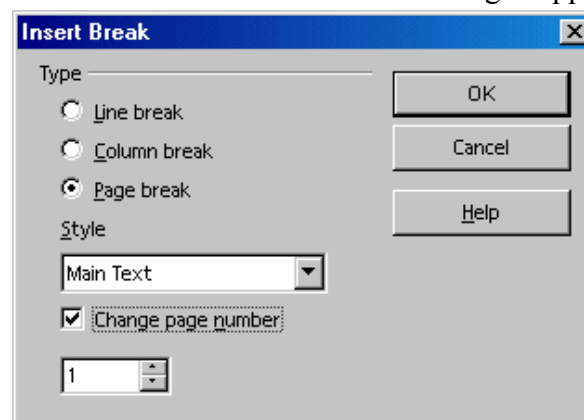 Insert Break
Type
Line break
Column break
Page break
Style
Main Text
Change page number
1
OK
Cancel
Help